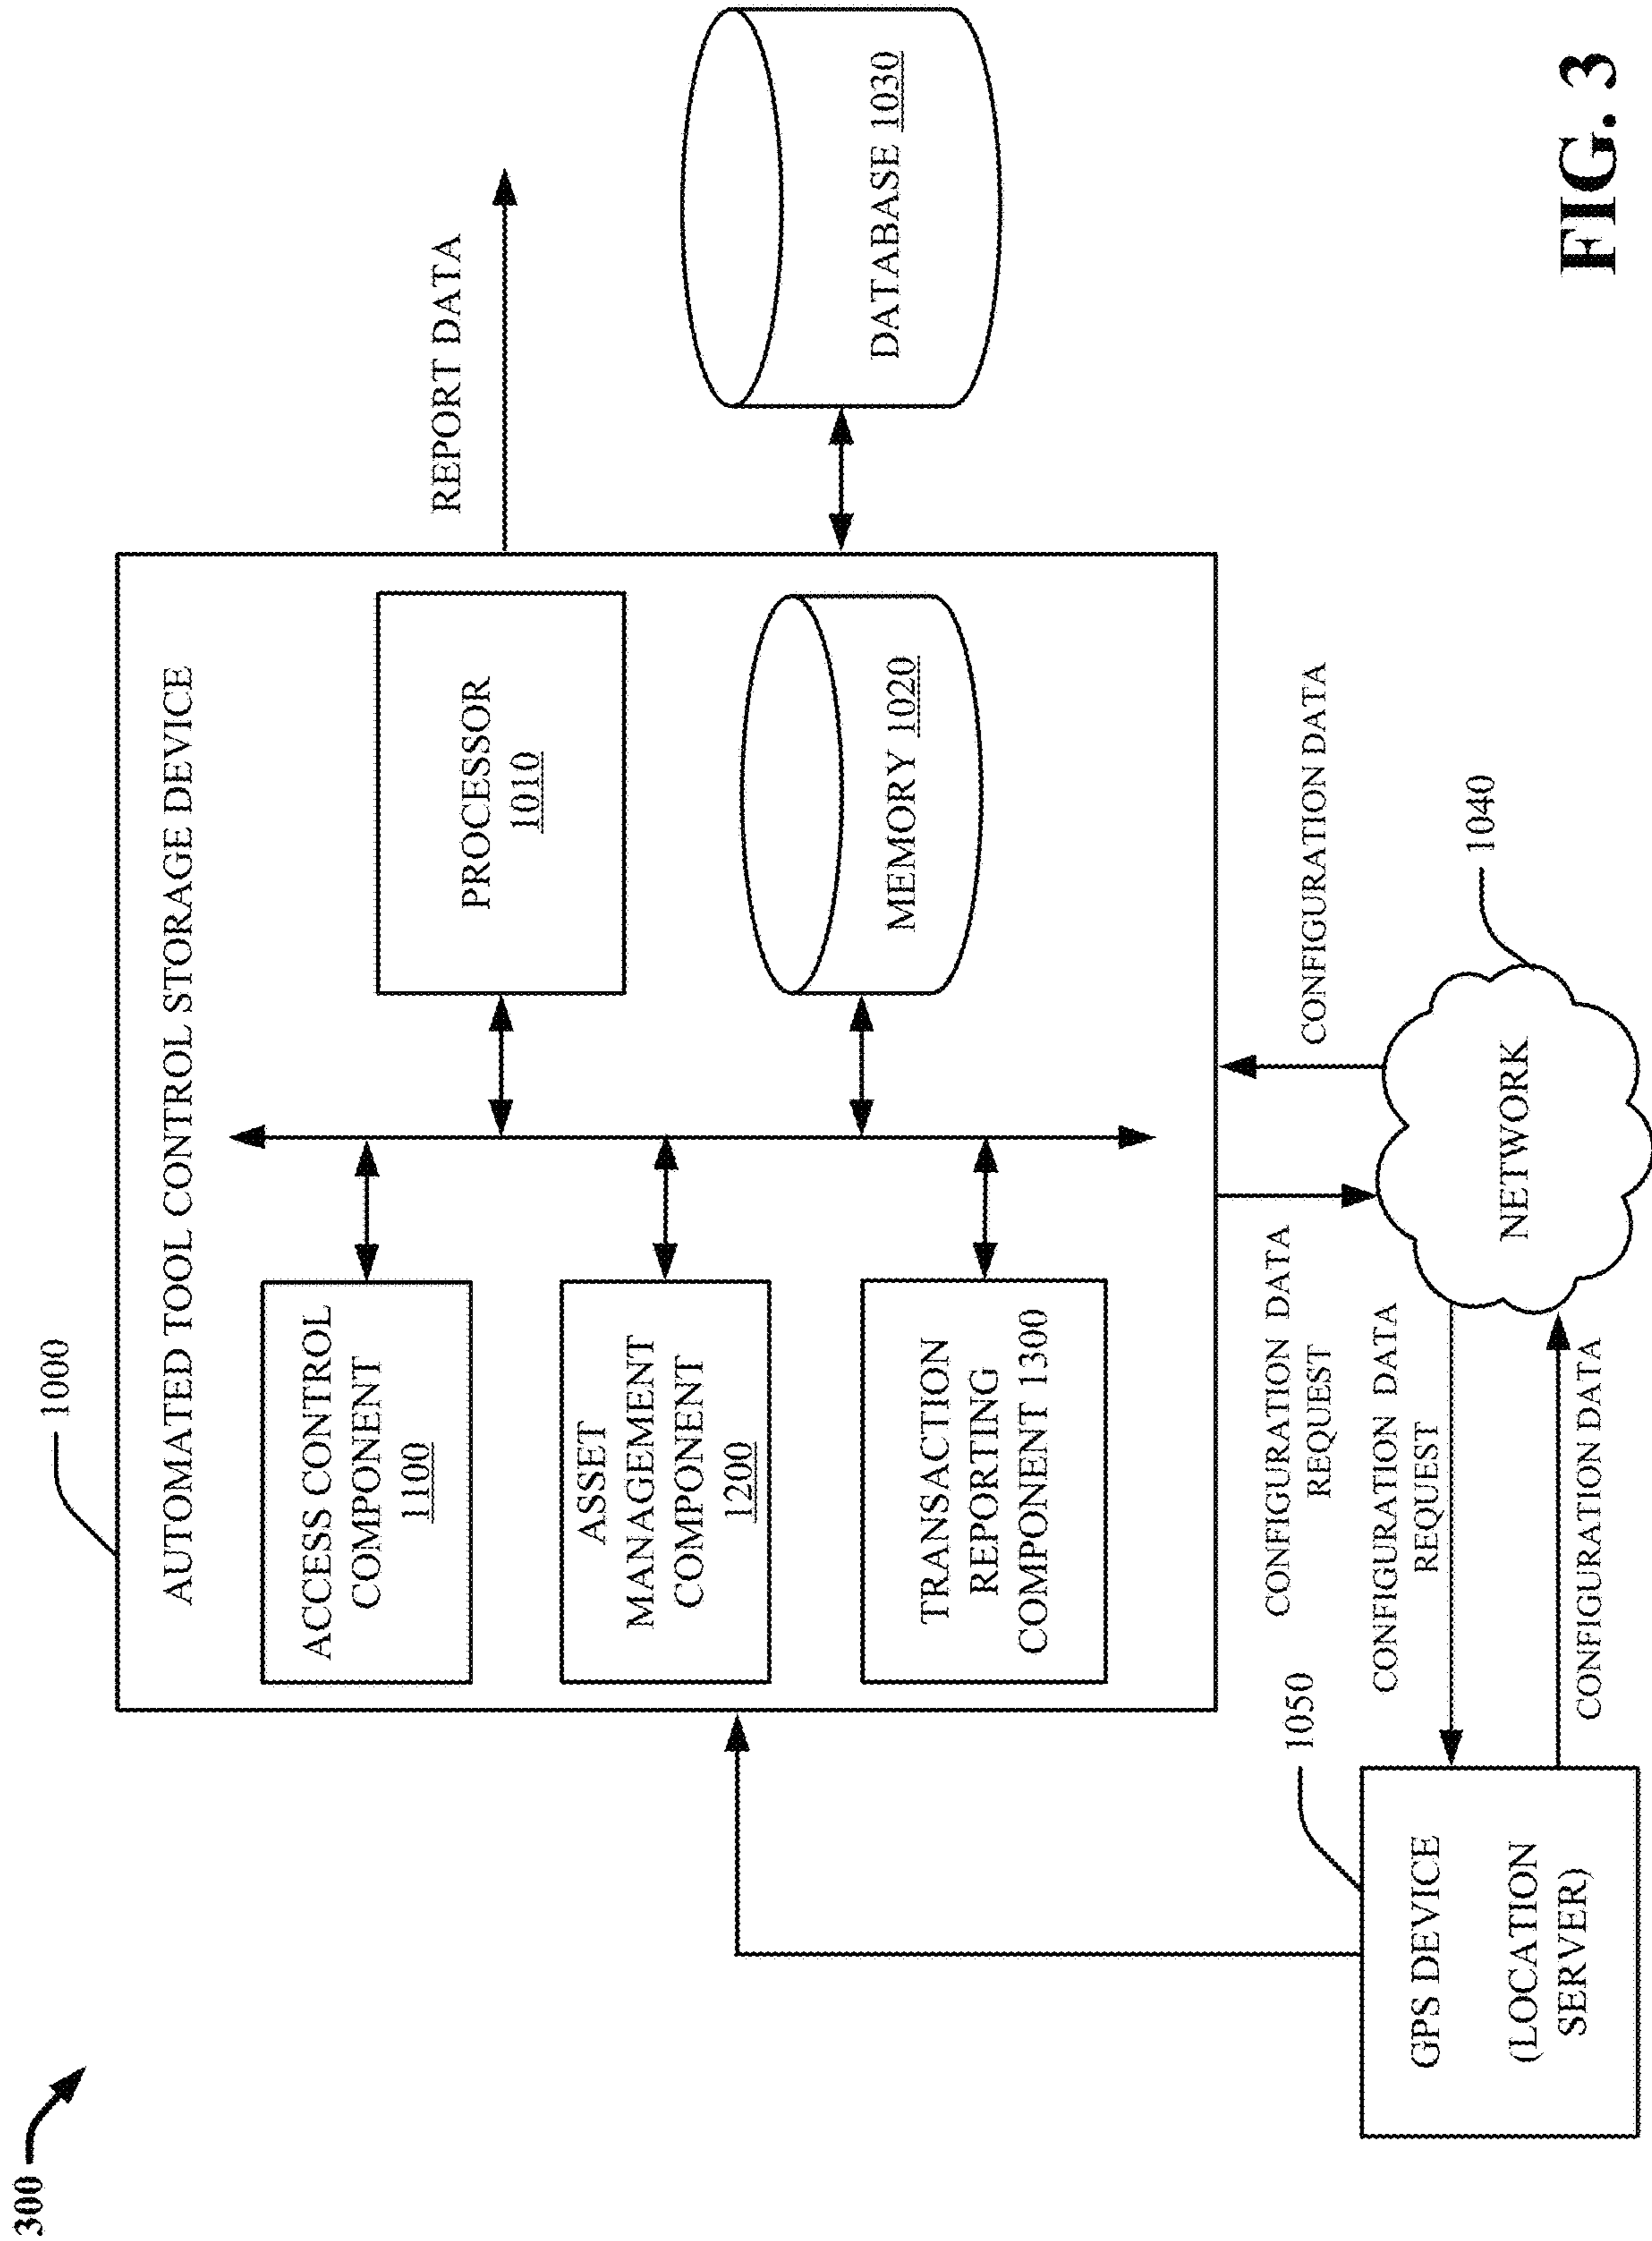 300
1000
AUTOMATED TOOL CONTROL STORAGE DEVICE
ACCESS CONTROL
COMPONENT
1100
PROCESSOR
1010
REPORT DATA
ASSET
MANAGEMENT
COMPONENT
1200
TRANSACTION
REPORTING
COMPONENT 1300
MEMORY 1020
DATABASE 1030
1050
CONFIGURATION DATA
REQUEST
CONFIGURATION DATA
CONFIGURATION DATA
REQUEST
1040
GPS DEVICE
(LOCATION
SERVER)
NETWORK
CONFIGURATION DATA
FIG. 3